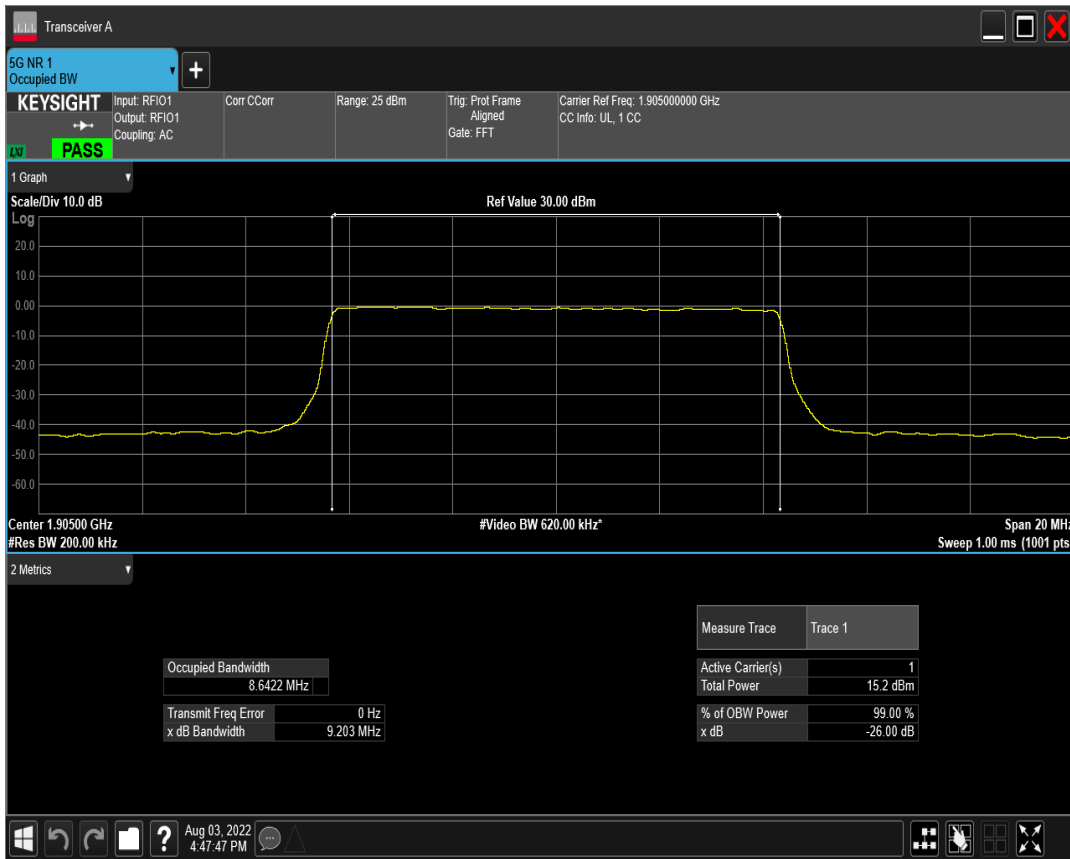 Transceiver A
5G NR 1
Occupied BW
KEYSIGHT
LXI
PASS
Input: RFIO1
Output: RFIO1
Coupling: AC
Corr CCorr
Range: 25 dBm
Trig: Prot Frame
Aligned
Gate: FFT
Carrier Ref Freq: 1.905000000 GHz
CC Info: UL, 1 CC
1 Graph
Scale/Div 10.0 dB
Ref Value 30.00 dBm
Log
20.0
10.0
0.00
-10.0
-20.0
-30.0
-40.0
-50.0
-60.0
Center 1.90500 GHz
#Video BW 620.00 kHz*
Span 20 MHz
#Res BW 200.00 kHz
Sweep 1.00 ms (1001 pts
2 Metrics
Measure Trace Trace 1
Occupied Bandwidth
8.6422 MHz
Active Carrier(s) 1
Total Power 15.2 dBm
Transmit Freq Error 0 Hz
x dB Bandwidth 9.203 MHz
% of OBW Power 99.00 %
x dB -26.00 dB
?
Aug 03, 2022
4:47:47 PM